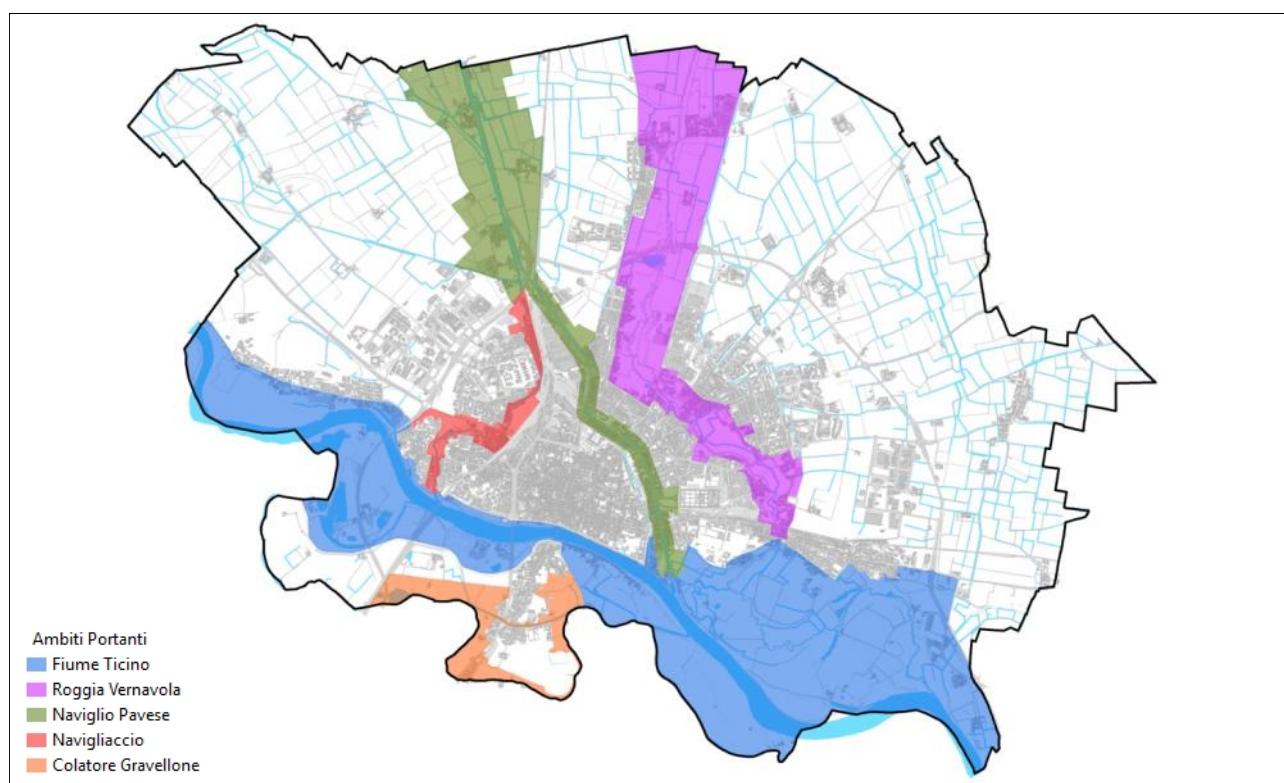 Ambiti Portanti
Fiume Ticino
Roggia Vernavola
Naviglio Pavese
Navigliaccio
Colatore Gravellone